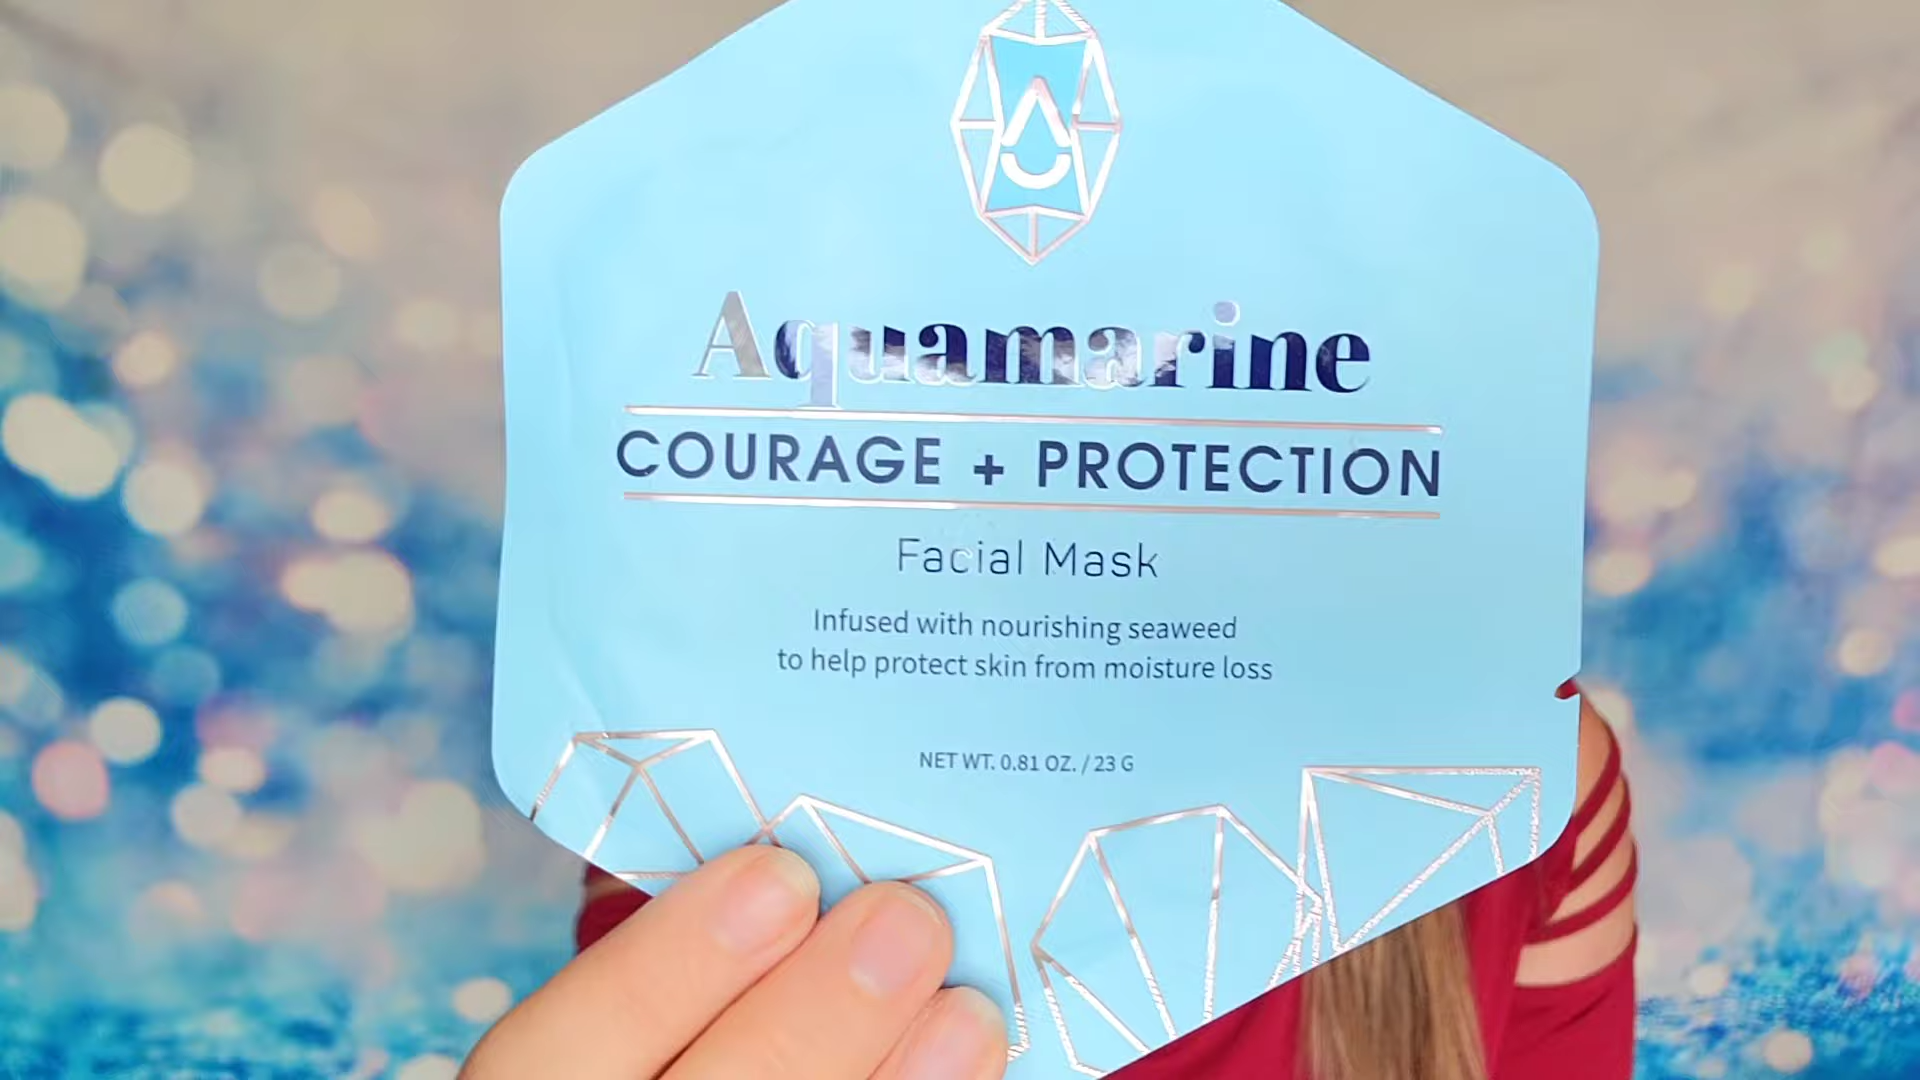 Aquamarine
COURAGE + PROTECTION
Facial Mask
Infused with nourishing seaweed
to help protect skin from moisture loss
NET WT. 0.81 OZ. / 23 G